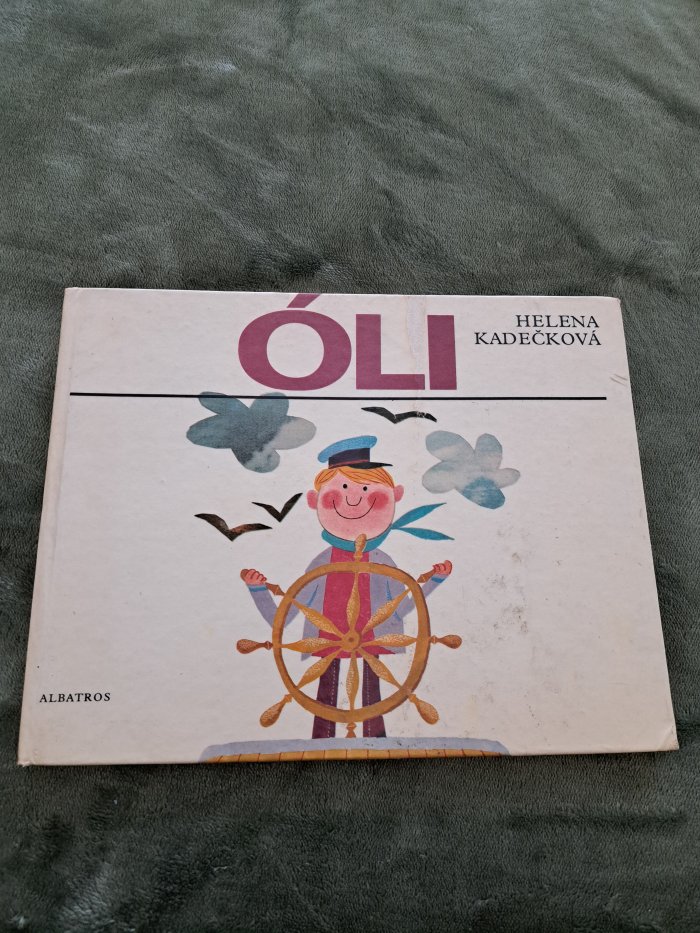 ÓLI
HELENA
KADEČKOVÁ
ALBATROS